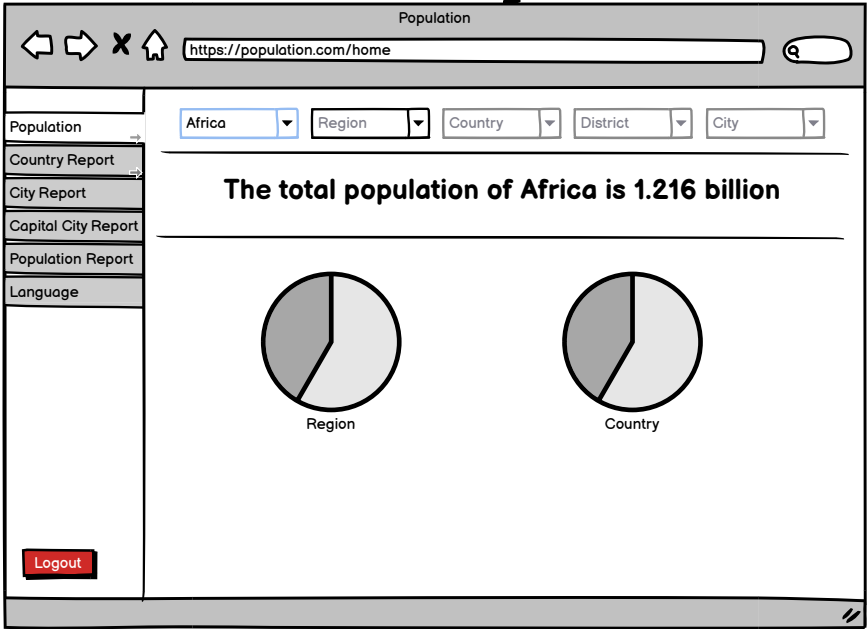 Population
https://population.com/home
Africa Region Country District City
Population
Country Report
City Report
Capital City Report
Population Report
Language
The total population of Africa is 1.216 billion
Region Country
Logout